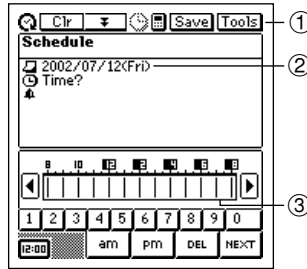 Clr Save Tools ①
Schedule
2002/07/12(Fri) ②
Time?
8 10 12 2 4 6 8
③
1 2 3 4 5 6 7 8 9 0
12:00 am pm DEL NEXT